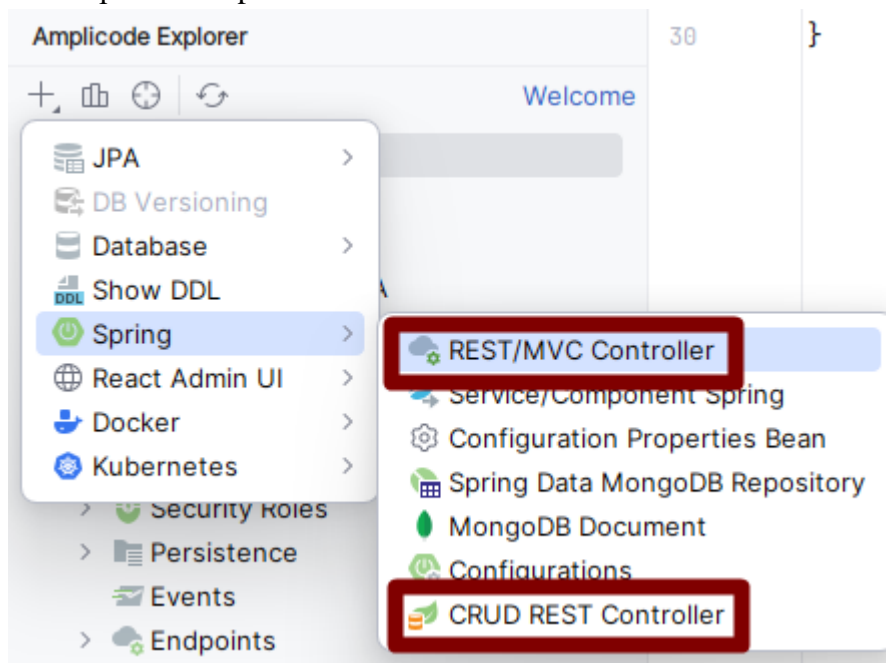 Amplicode Explorer
30 }
Welcome
JPA
DB Versioning
Database
DDL Show DDL
Spring
React Admin UI
Docker
Kubernetes
Security Roles
Persistence
Events
Endpoints
REST/MVC Controller
Service/Component Spring
Configuration Properties Bean
Spring Data MongoDB Repository
MongoDB Document
Configurations
CRUD REST Controller